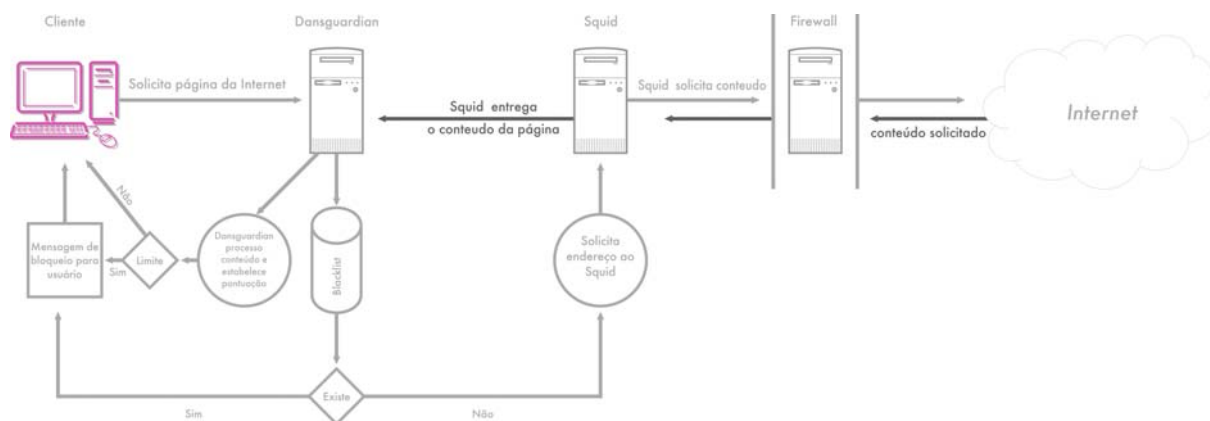 Cliente
Dansguardian
Squid
Firewall
Solicita página da Internet
Squid solicita conteudo
Internet
Squid entrega
o conteudo da página
conteúdo solicitado
Não
Mensagem de
bloqueio para
usuário
Sim
Limite
Dansguardian
processo
conteúdo e
estabelece
pontuação
Blacklist
Solicita
endereço ao
Squid
Existe
Sim
Não